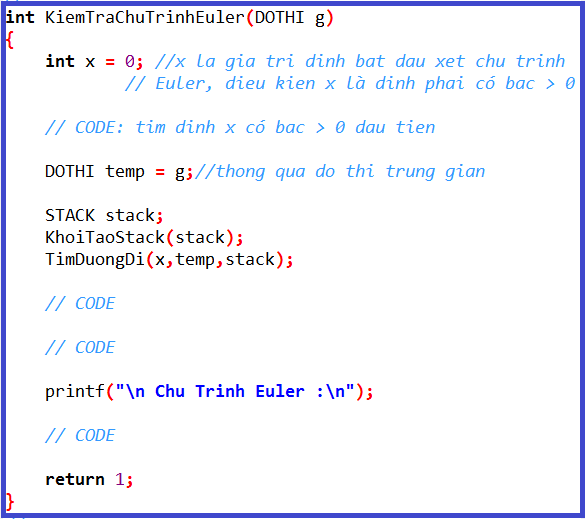 int KiemTraChuTrinhEuler(DOTHI g)
{
    int x = 0; //x la gia tri dinh bat dau xet chu trinh
            // Euler, dieu kien x là dinh phai có bac > 0
    // CODE: tim dinh x có bac > 0 dau tien
    DOTHI temp = g;//thong qua do thi trung gian
    STACK stack;
    KhoiTaoStack(stack);
    TimDuongDi(x,temp,stack);
    // CODE
    // CODE
    printf("\n Chu Trinh Euler :\n");
    // CODE
    return 1;
}